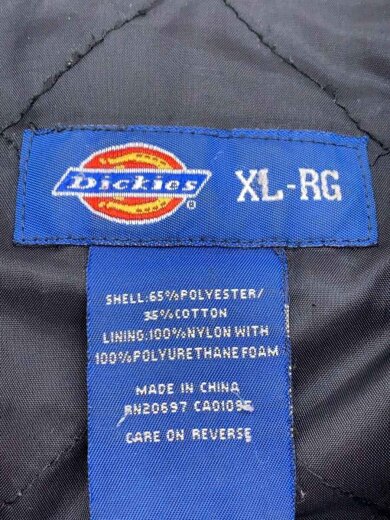 Dickies ®
XL-RG
SHELL:65%POLYESTER/
35%COTTON
LINING:100%NYLON WITH
100%POLYURETHANE FOAM
MADE IN CHINA
RN20697 CA01095
CARE ON REVERSE